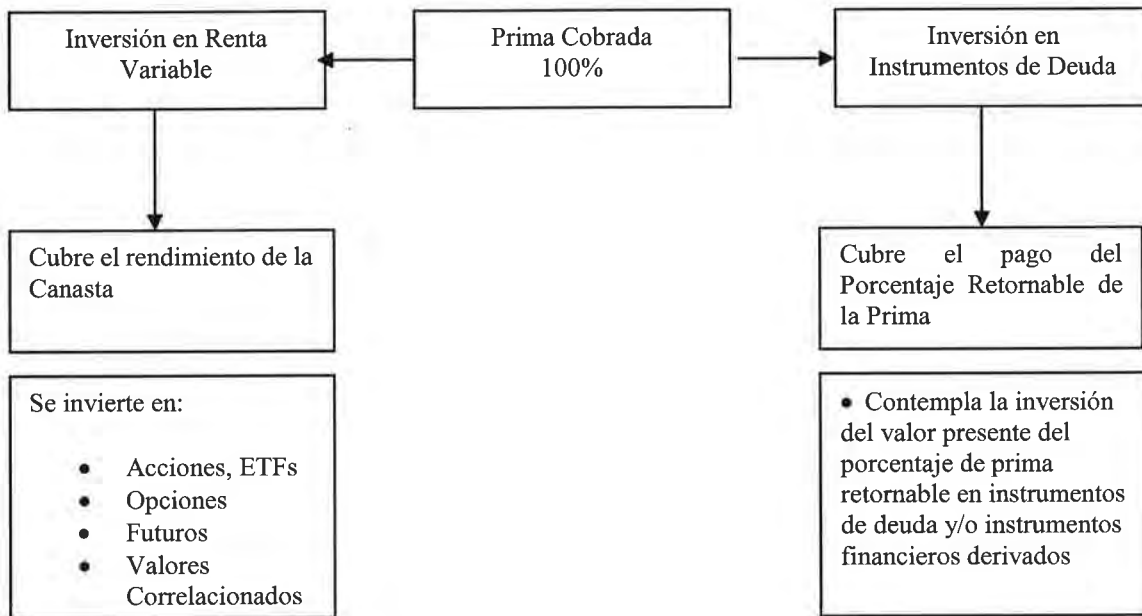 Inversión en Renta
Variable
Prima Cobrada
100%
Inversión en
Instrumentos de Deuda
Cubre el rendimiento de la
Canasta
Cubre el pago del
Porcentaje Retornable de
la Prima
Se invierte en:
• Acciones, ETFs
• Opciones
• Futuros
• Valores
Correlacionados
• Contempla la inversión
del valor presente del
porcentaje de prima
retornable en instrumentos
de deuda y/o instrumentos
financieros derivados